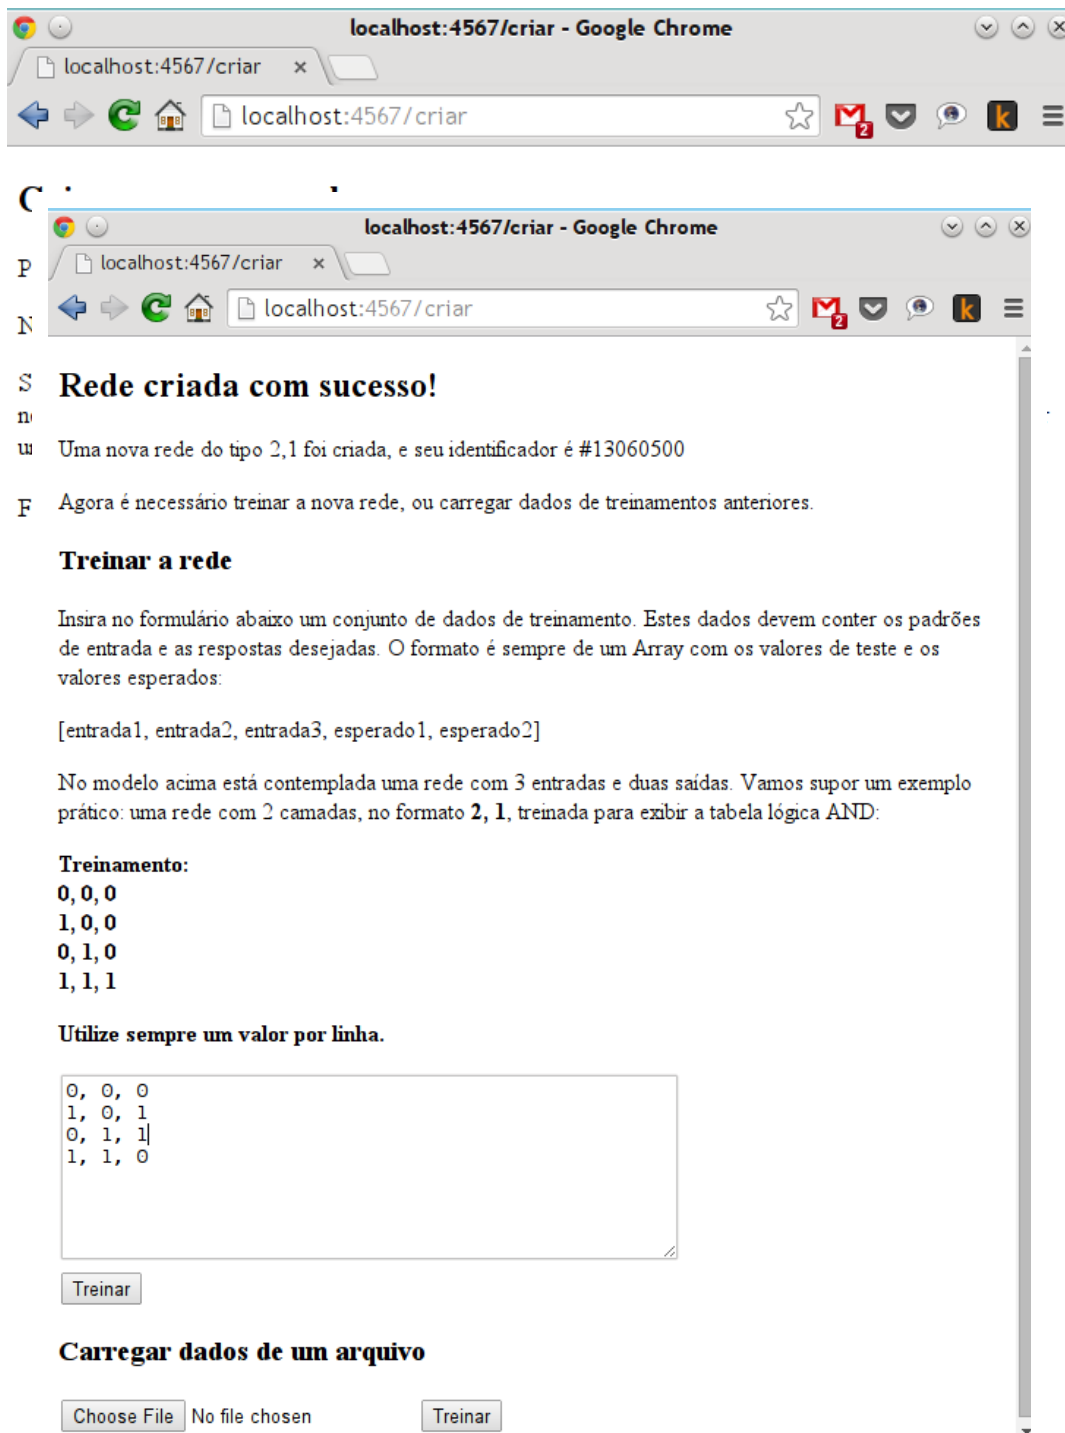 localhost:4567/criar - Google Chrome
localhost:4567/criar
localhost:4567/criar
2
k
localhost:4567/criar - Google Chrome
localhost:4567/criar
localhost:4567/criar
2
k
Rede criada com sucesso!
Uma nova rede do tipo 2,1 foi criada, e seu identificador é #13060500
Agora é necessário treinar a nova rede, ou carregar dados de treinamentos anteriores.
Treinar a rede
Insira no formulário abaixo um conjunto de dados de treinamento. Estes dados devem conter os padrões
de entrada e as respostas desejadas. O formato é sempre de um Array com os valores de teste e os
valores esperados:
[entrada1, entrada2, entrada3, esperado1, esperado2]
No modelo acima está contemplada uma rede com 3 entradas e duas saídas. Vamos supor um exemplo
prático: uma rede com 2 camadas, no formato 2, 1, treinada para exibir a tabela lógica AND:
Treinamento:
0, 0, 0
1, 0, 0
0, 1, 0
1, 1, 1
Utilize sempre um valor por linha.
0, 0, 0
1, 0, 1
0, 1, 1
1, 1, 0
Treinar
Carregar dados de um arquivo
Choose File No file chosen Treinar